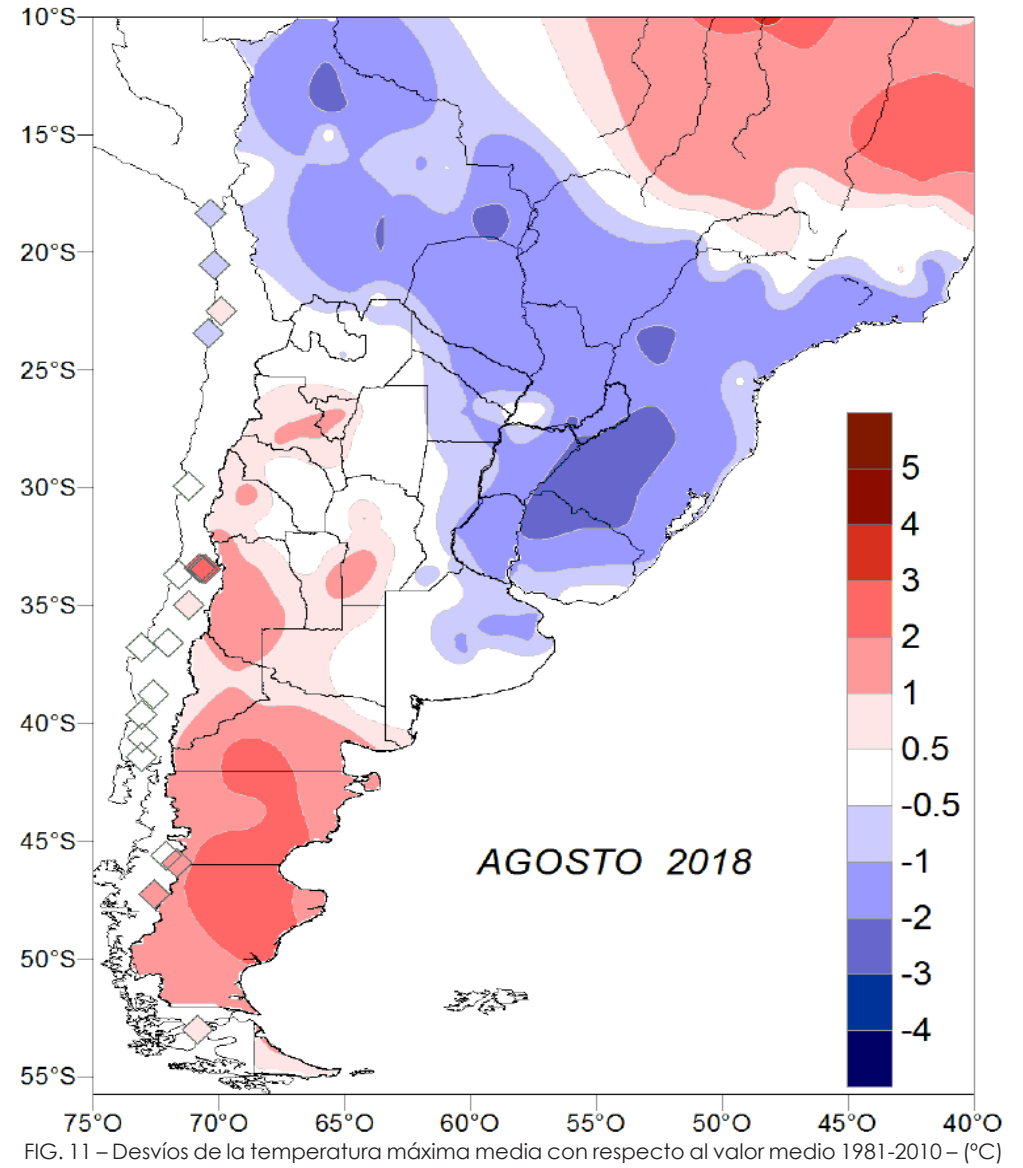 10°S
15°S
20°S
25°S
30°S
5
4
3
35°S
2
1
40°S
0.5
-0.5
45°S
AGOSTO 2018
-1
-2
50°S
-3
-4
55°S
75°O 70°O 65°O 60°O 55°O 50°O 45°O 40°O
FIG. 11 – Desvíos de la temperatura máxima media con respecto al valor medio 1981-2010 – (ºC)